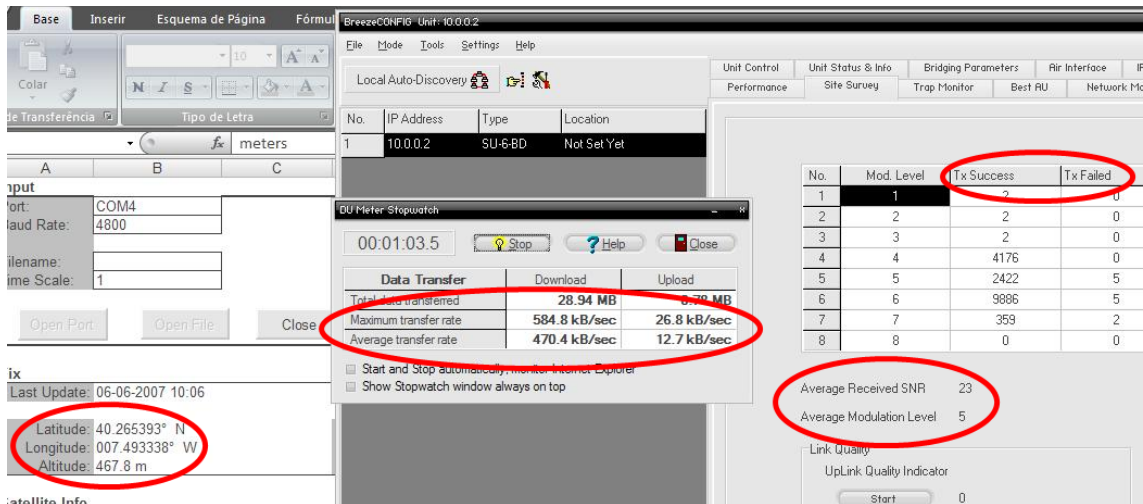 Base Inserir Esquema de Página Fórmul
Colar
10
A A
N I S A
de Transferência
Tipo de Letra
fx meters
A B C
nput
Port: COM4
Baud Rate: 4800
ilename:
ime Scale: 1
Open Port Open File Close
ix
Last Update: 06-06-2007 10:06
Latitude: 40.265393° N
Longitude: 007.493338° W
Altitude: 467.8 m
atellite Info
BreezeCONFIG Unit: 10.0.0.2
File Mode Tools Settings Help
Local Auto-Discovery
No. IP Address Type Location
1 10.0.0.2 SU-6-BD Not Set Yet
DU Meter Stopwatch
00:01:03.5 Stop Help Close
Data Transfer Download Upload
Total data transferred 28.94 MB 0.78 MB
Maximum transfer rate 584.8 kB/sec 26.8 kB/sec
Average transfer rate 470.4 kB/sec 12.7 kB/sec
Start and Stop automatically, monitor Internet Explorer
Show Stopwatch window always on top
Unit Control Unit Status & Info Bridging Parameters Air Interface IP
Performance Site Survey Trap Monitor Best AU Network Ma
No. Mod. Level Tx Success Tx Failed
1 1 2 0
2 2 2 0
3 3 2 0
4 4 4176 0
5 5 2422 5
6 6 9886 5
7 7 359 2
8 8 0 0
Average Received SNR 23
Average Modulation Level 5
Link Quality
UpLink Quality Indicator
Start 0